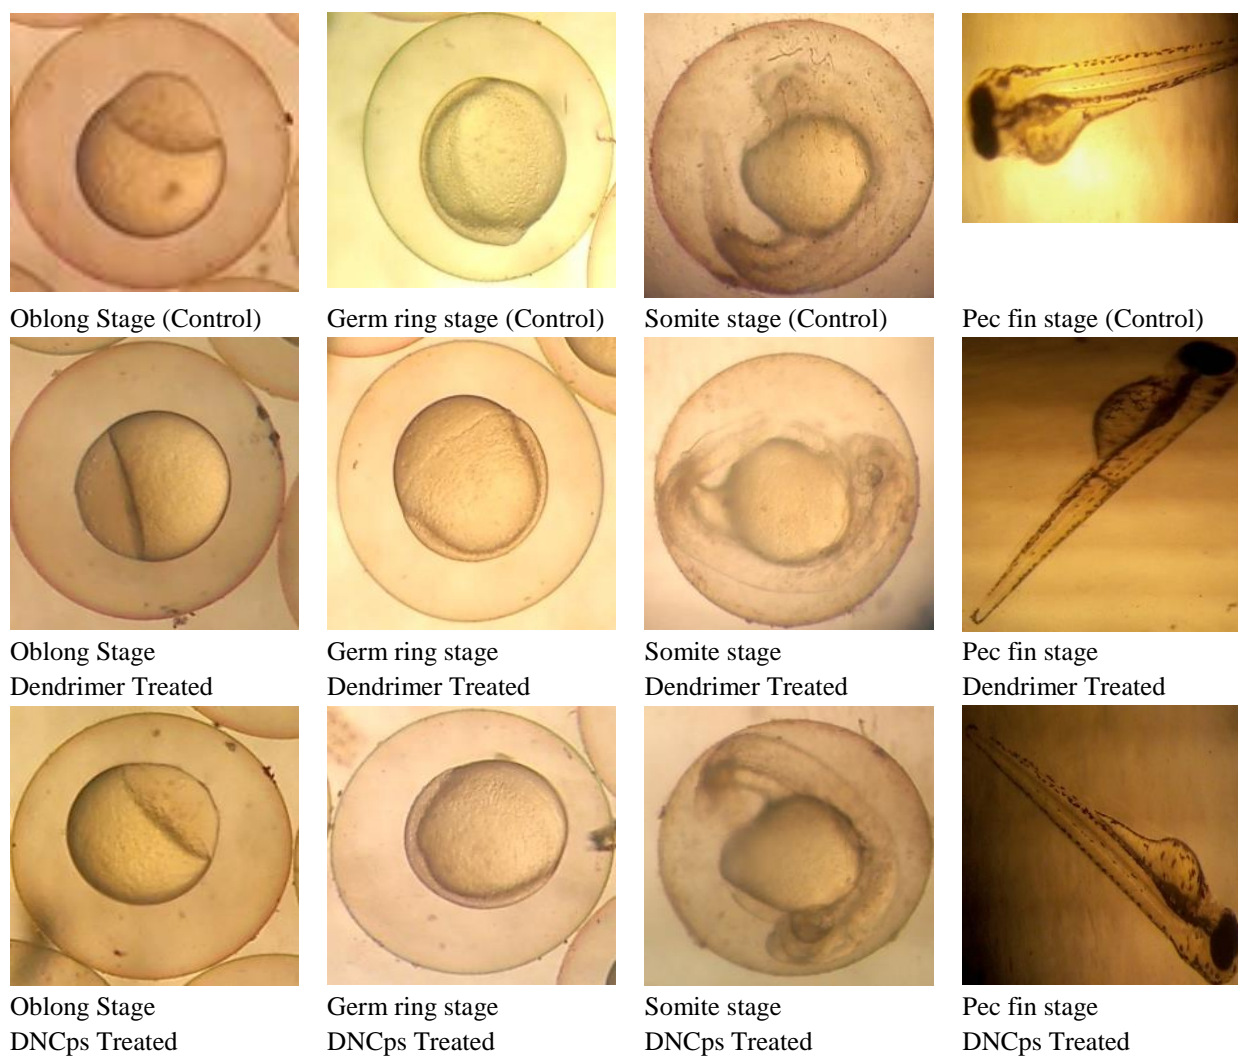 Oblong Stage (Control)
Germ ring stage (Control)
Somite stage (Control)
Pec fin stage (Control)
Oblong Stage
Dendrimer Treated
Germ ring stage
Dendrimer Treated
Somite stage
Dendrimer Treated
Pec fin stage
Dendrimer Treated
Oblong Stage
DNCps Treated
Germ ring stage
DNCps Treated
Somite stage
DNCps Treated
Pec fin stage
DNCps Treated